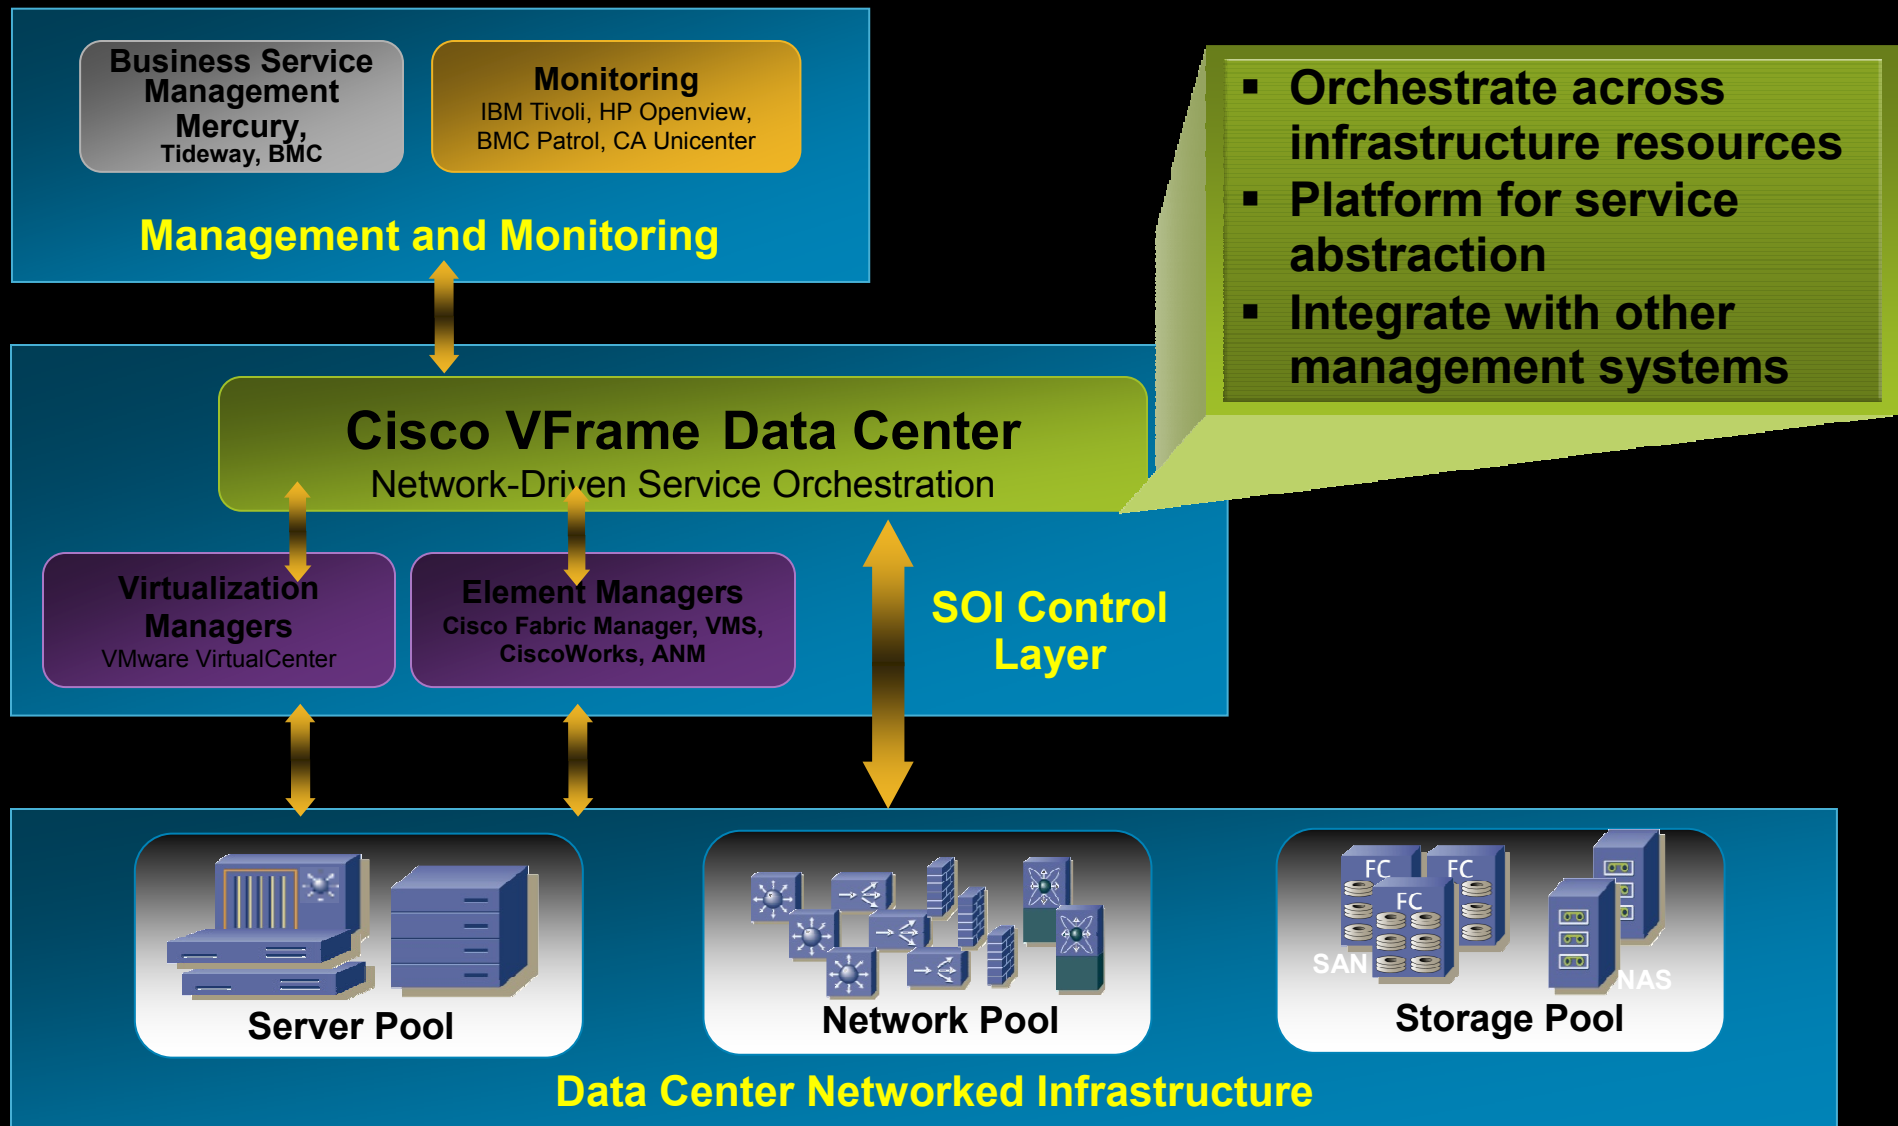 Business Service
Management
Mercury,
Tideway, BMC
Monitoring
IBM Tivoli, HP Openview,
BMC Patrol, CA Unicenter
Management and Monitoring
▪ Orchestrate across
infrastructure resources
▪ Platform for service
abstraction
▪ Integrate with other
management systems
Cisco VFrame Data Center
Network-Driven Service Orchestration
Virtualization
Managers
VMware VirtualCenter
Element Managers
Cisco Fabric Manager, VMS,
CiscoWorks, ANM
SOI Control
Layer
Server Pool
Network Pool
FC
FC
FC
SAN
NAS
Storage Pool
Data Center Networked Infrastructure